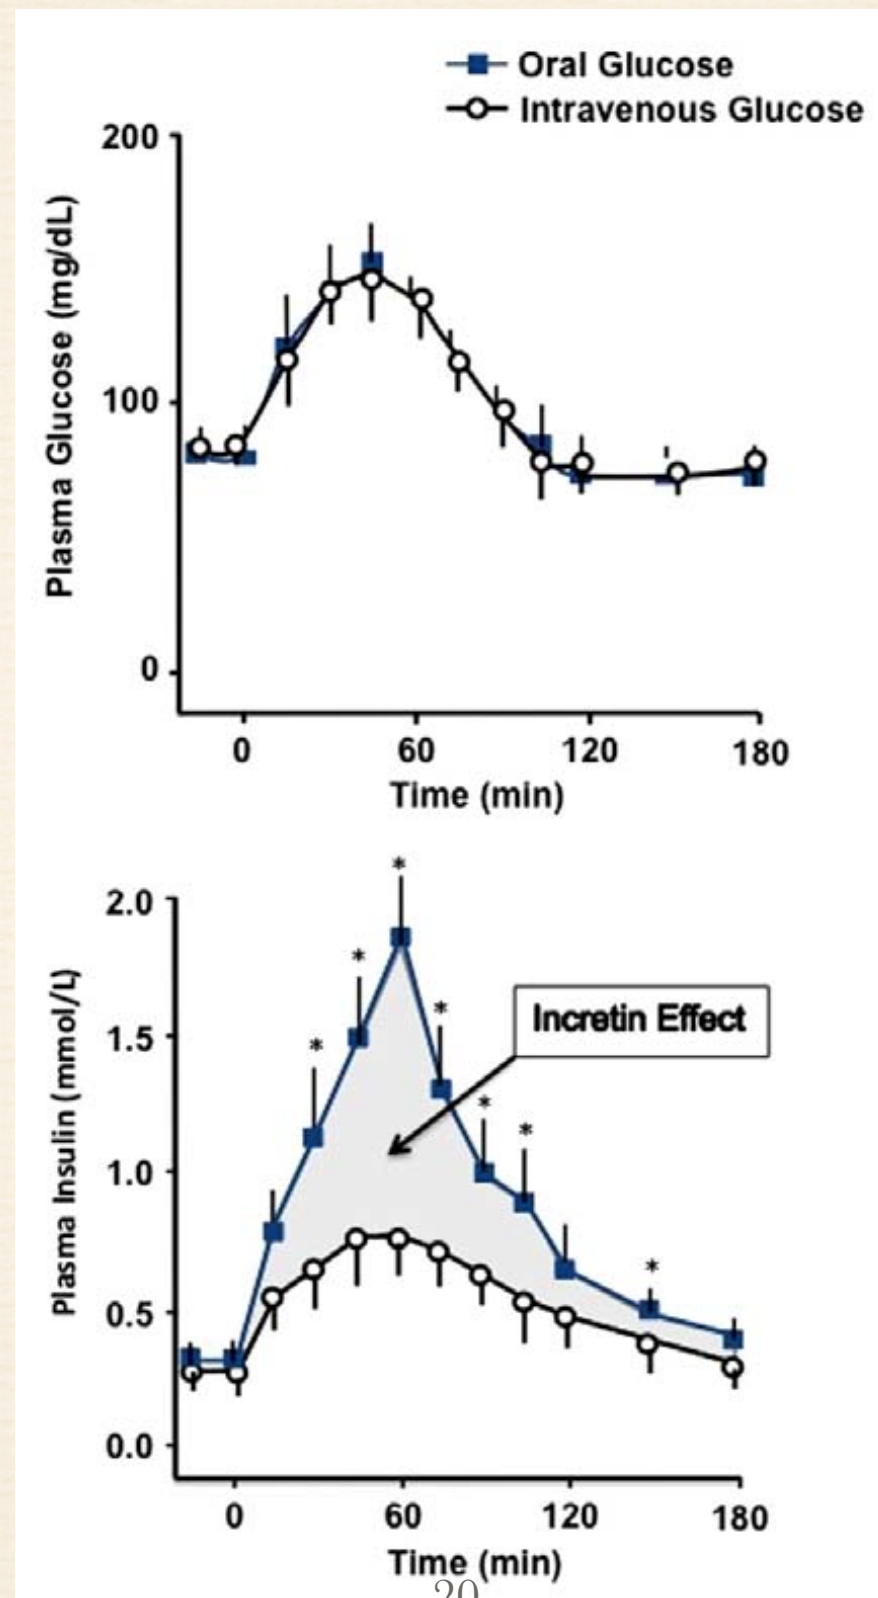 Oral Glucose
Intravenous Glucose
200
100
0
Plasma Glucose (mg/dL)
0 60 120 180
Time (min)
2.0
1.5
1.0
0.5
0.0
Plasma Insulin (mmol/L)
* * * * * * *
Incretin Effect
0 60 120 180
Time (min)
20